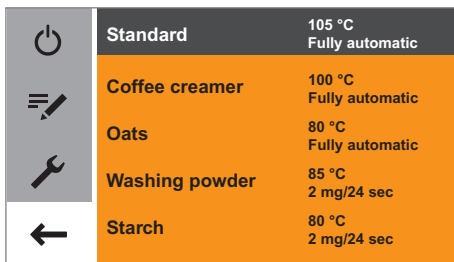 Standard 105 °C
Fully automatic
Coffee creamer 100 °C
Fully automatic
Oats 80 °C
Fully automatic
Washing powder 85 °C
2 mg/24 sec
Starch 80 °C
2 mg/24 sec